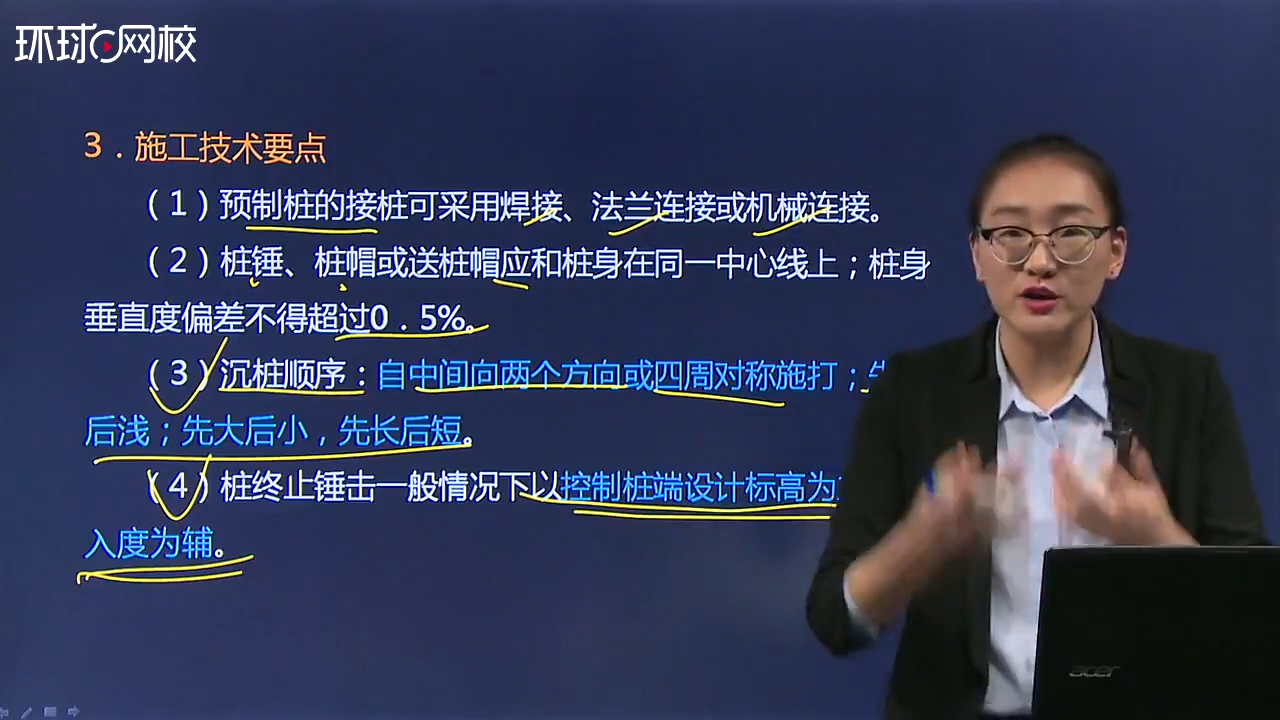 环球网校
3．施工技术要点
（1）预制桩的接桩可采用焊接、法兰连接或机械连接。
（2）桩锤、桩帽或送桩帽应和桩身在同一中心线上；桩身
垂直度偏差不得超过0．5%。
（3）沉桩顺序：自中间向两个方向或四周对称施打；
后浅；先大后小，先长后短。
（4）桩终止锤击一般情况下以控制桩端设计标高为
入度为辅。
acer